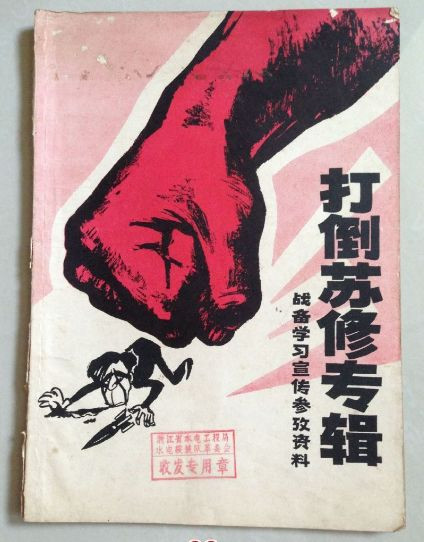 打倒苏修专辑
战备学习宣传参攷资料
浙江省水电工程局
收发专用章